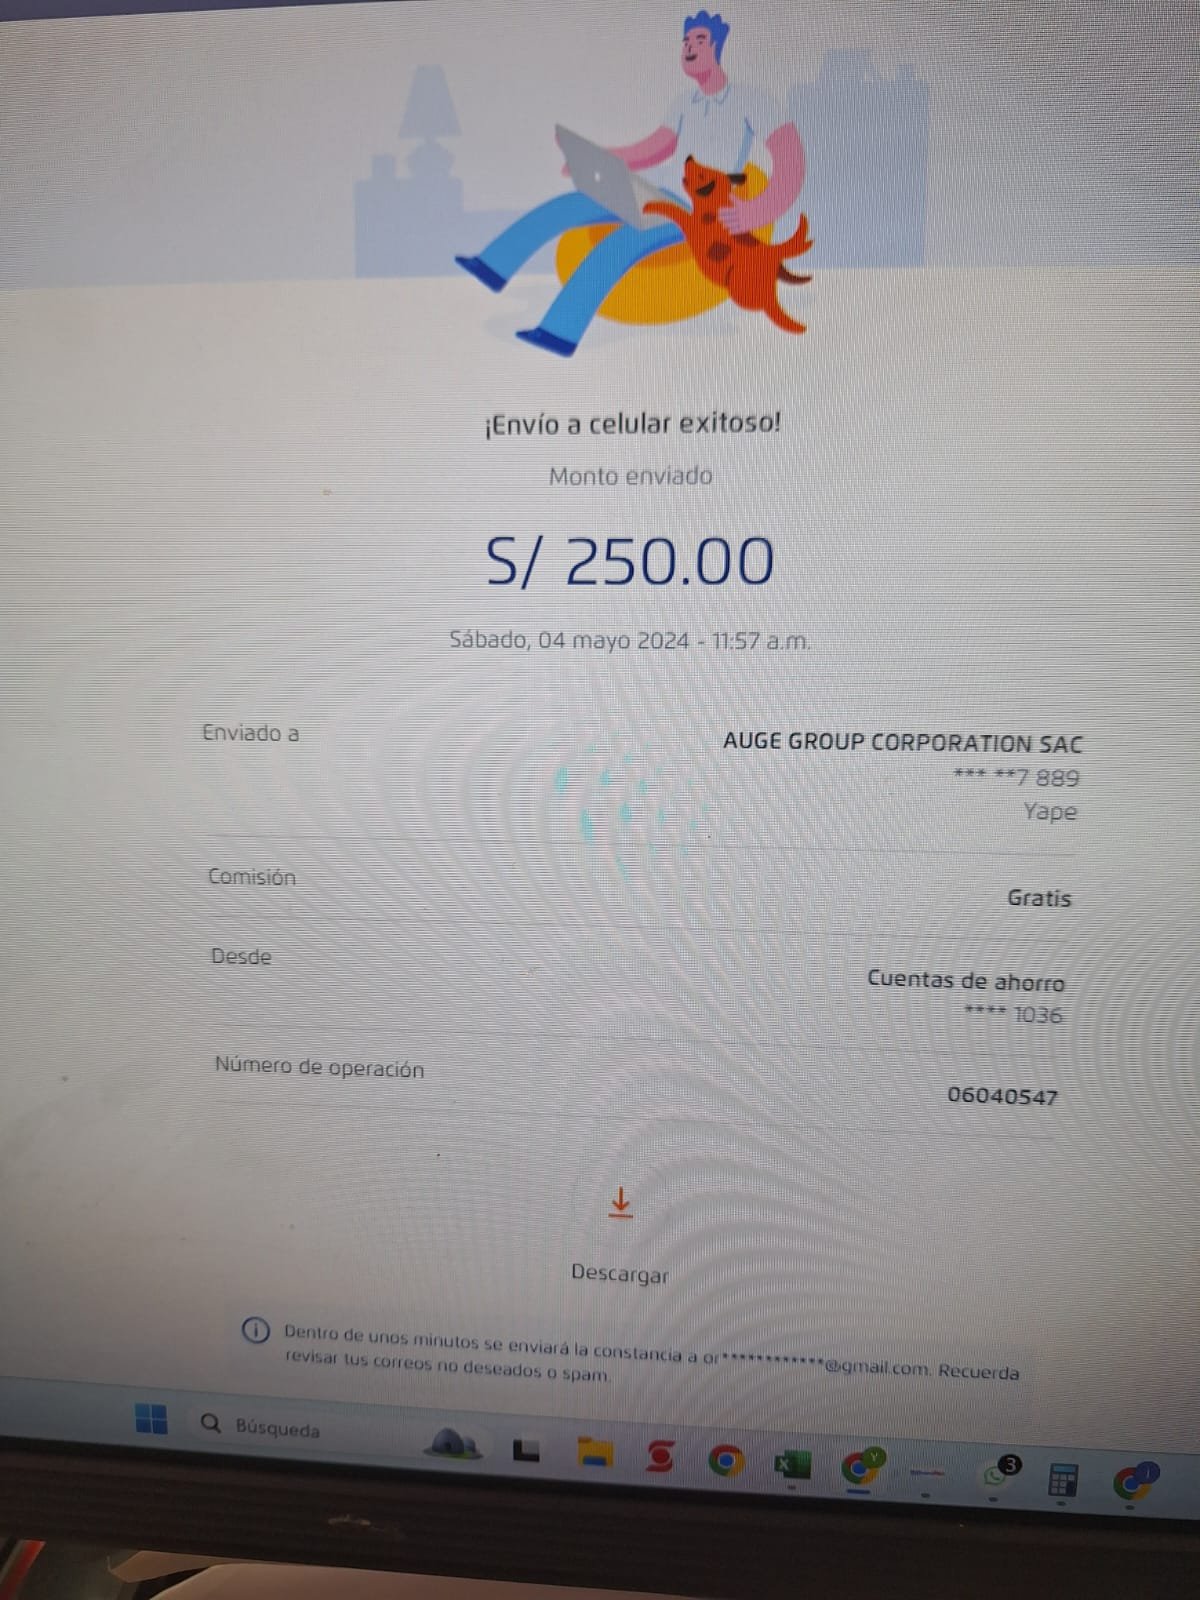 ¡Envío a celular exitoso!
Monto enviado
S/ 250.00
Sábado, 04 mayo 2024 - 11:57 a.m.
Enviado a
AUGE GROUP CORPORATION SAC
*** **7 889
Yape
Comisión
Gratis
Desde
Cuentas de ahorro
**** 1036
Número de operación
06040547
Descargar
Dentro de unos minutos se enviará la constancia a or************@gmail.com. Recuerda
revisar tus correos no deseados o spam.
Búsqueda
3